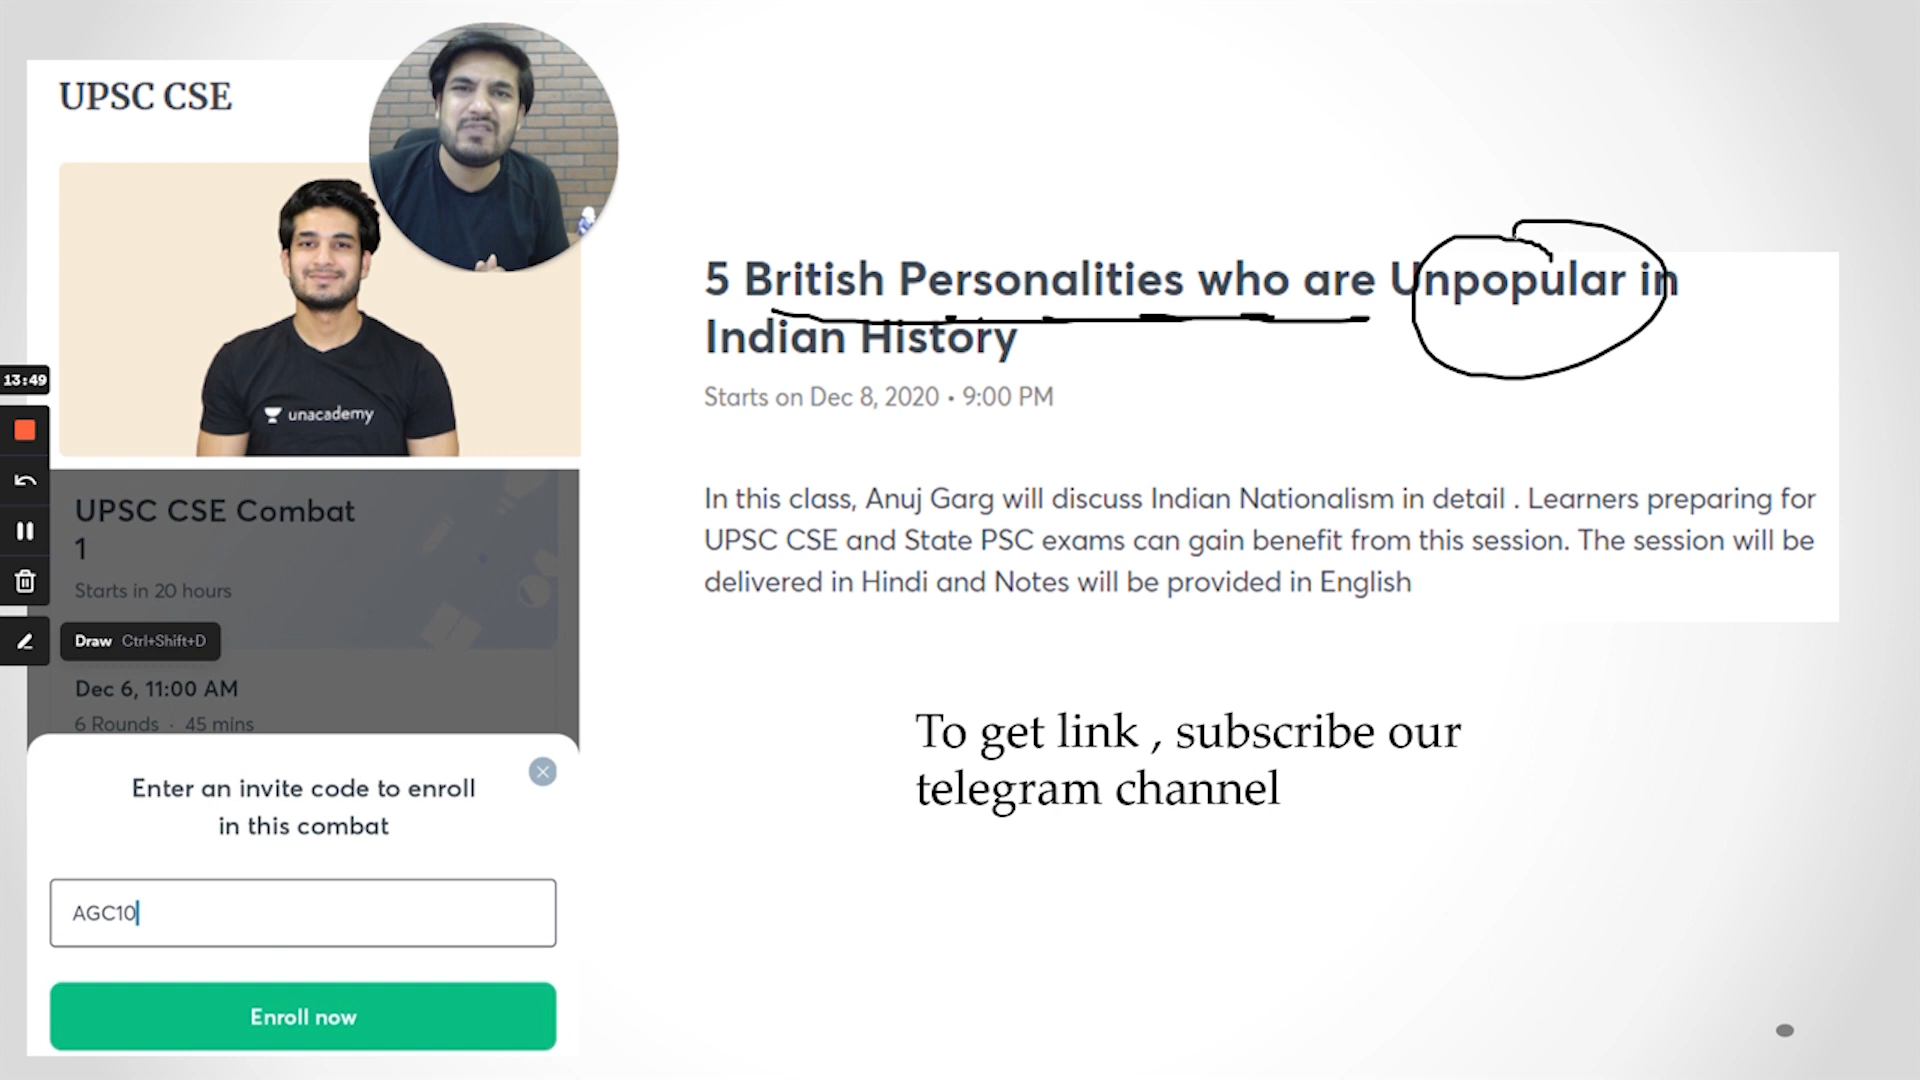 UPSC CSE
unacademy
13:49
UPSC CSE Combat
1
Starts in 20 hours
Draw Ctrl+Shift+D
Dec 6, 11:00 AM
6 Rounds · 45 mins
Enter an invite code to enroll
in this combat
AGC10
Enroll now
5 British Personalities who are Unpopular in
Indian History
Starts on Dec 8, 2020 • 9:00 PM
In this class, Anuj Garg will discuss Indian Nationalism in detail . Learners preparing for
UPSC CSE and State PSC exams can gain benefit from this session. The session will be
delivered in Hindi and Notes will be provided in English
To get link , subscribe our
telegram channel